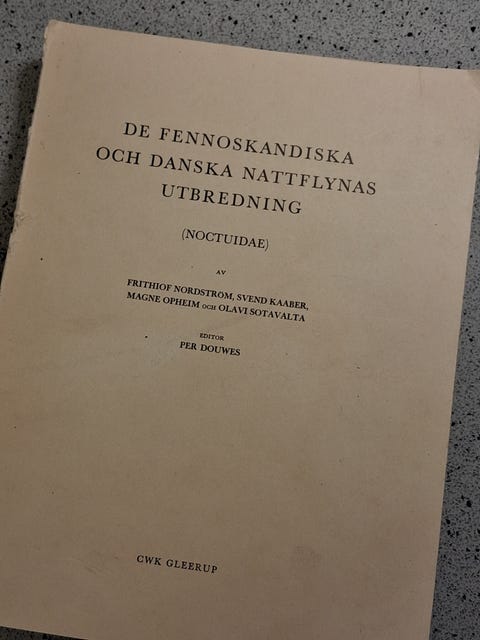 DE FENNOSKANDISKA
OCH DANSKA NATTFLYNAS
UTBREDNING
(NOCTUIDAE)
AV
FRITHIOF NORDSTRÖM, SVEND KAABER,
MAGNE OPHEIM OCH OLAVI SOTAVALTA
EDITOR
PER DOUWES
CWK GLEERUP